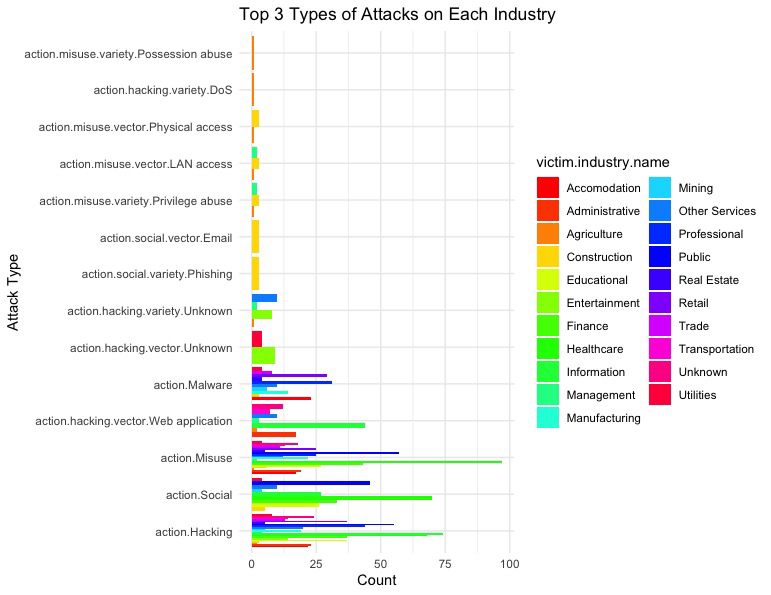 Top 3 Types of Attacks on Each Industry
Attack Type
action.misuse.variety.Possession abuse
action.hacking.variety.DoS
action.misuse.vector.Physical access
action.misuse.vector.LAN access
action.misuse.variety.Privilege abuse
action.social.vector.Email
action.social.variety.Phishing
action.hacking.variety.Unknown
action.hacking.vector.Unknown
action.Malware
action.hacking.vector.Web application
action.Misuse
action.Social
action.Hacking
0 25 50 75 100
Count
victim.industry.name
Accomodation
Administrative
Agriculture
Construction
Educational
Entertainment
Finance
Healthcare
Information
Management
Manufacturing
Mining
Other Services
Professional
Public
Real Estate
Retail
Trade
Transportation
Unknown
Utilities